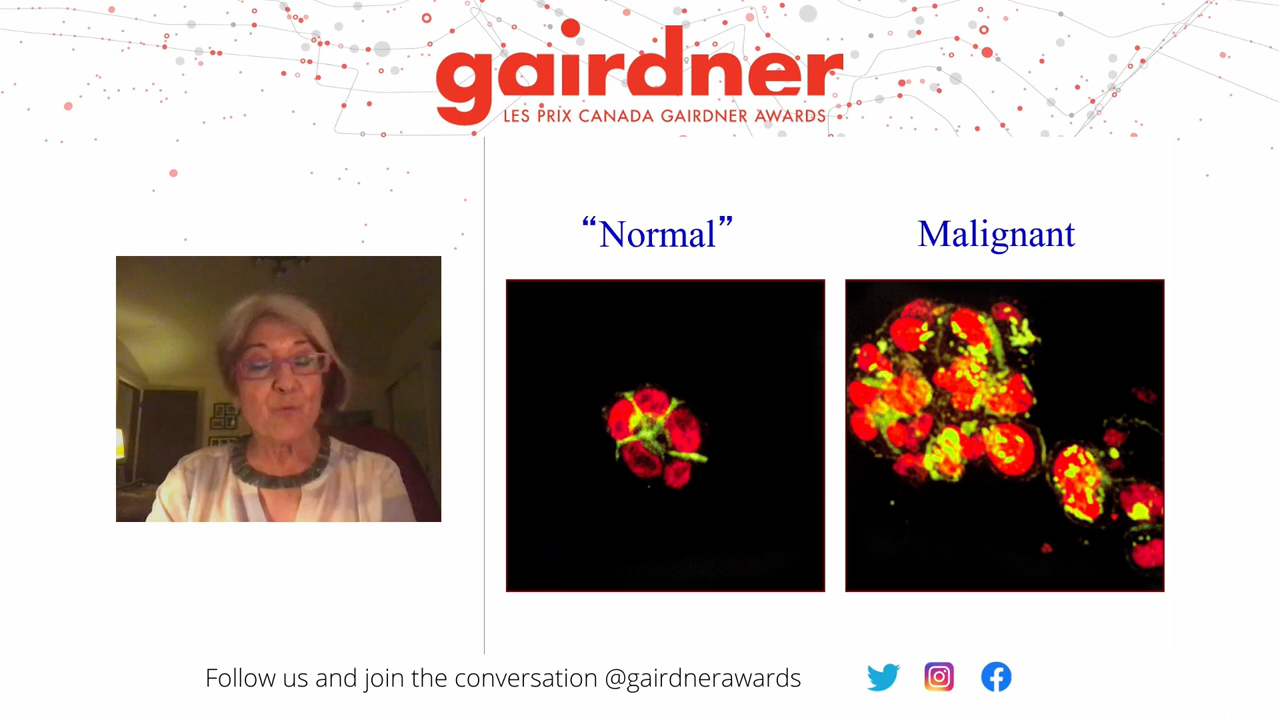 gairdner
LES PRIX CANADA GAIRDNER AWARDS
“Normal”
Malignant
Follow us and join the conversation @gairdnerawards